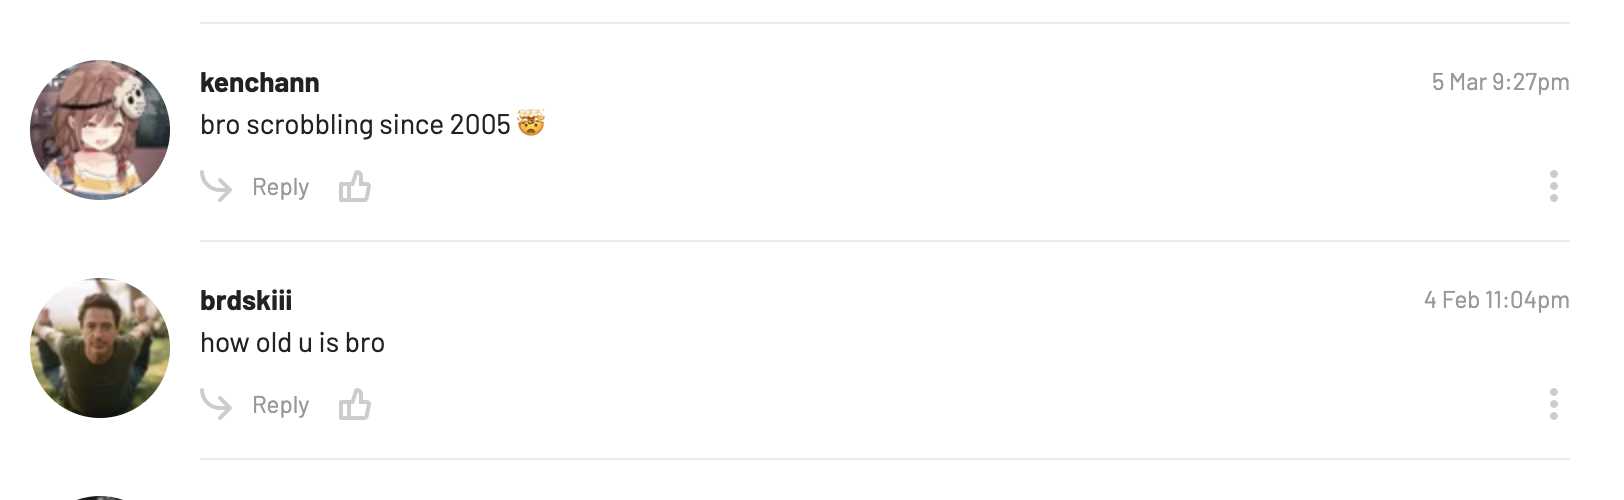 kenchann
5 Mar 9:27pm
bro scrobbling since 2005 🤯
Reply
brdskiii
4 Feb 11:04pm
how old u is bro
Reply